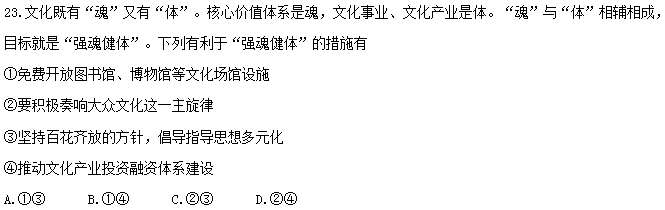 23.文化既有“魂”又有“体”。核心价值体系是魂，文化事业、文化产业是体。“魂”与“体”相辅相成，
目标就是“强魂健体”。下列有利于“强魂健体”的措施有
①免费开放图书馆、博物馆等文化场馆设施
②要积极奏响大众文化这一主旋律
③坚持百花齐放的方针，倡导指导思想多元化
④推动文化产业投资融资体系建设
A.①③ B.①④ C.②③ D.②④